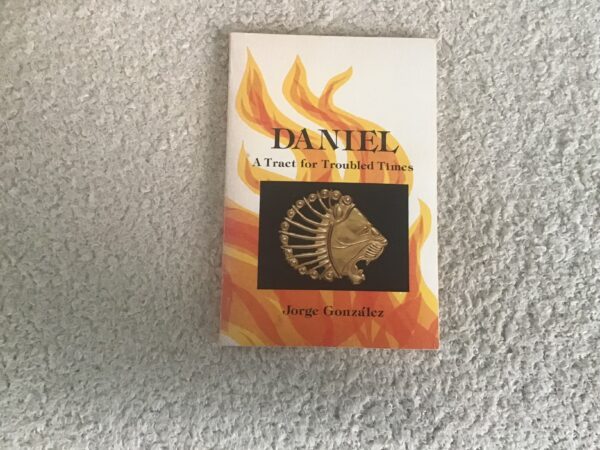 DANIEL
A Tract for Troubled Times
Jorge González